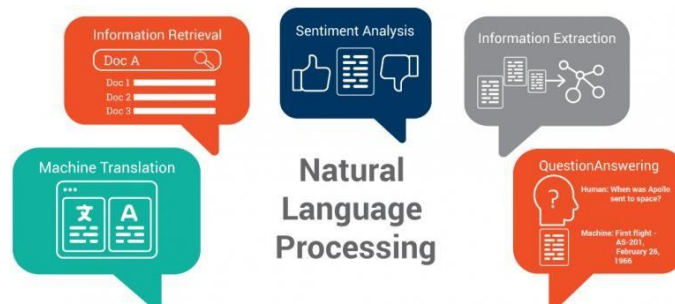 Information Retrieval
Doc A
Doc 1
Doc 2
Doc 3
Sentiment Analysis
Information Extraction
Machine Translation
文 A
Natural
Language
Processing
QuestionAnswering
?
Human: When was Apollo
sent to space?
Machine: First flight -
AS-201,
February 26,
1966